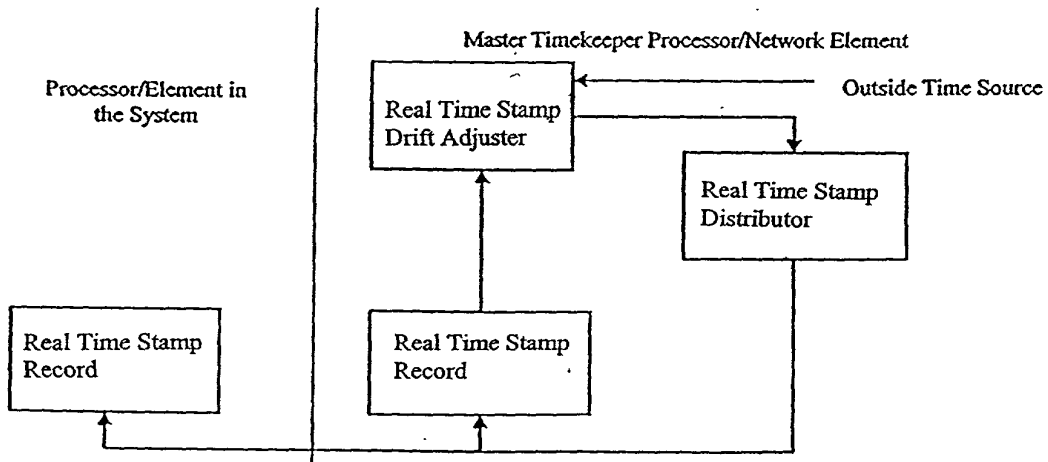 Master Timekeeper Processor/Network Element
Processor/Element in
the System
Outside Time Source
Real Time Stamp
Drift Adjuster
Real Time Stamp
Distributor
Real Time Stamp
Record
Real Time Stamp
Record